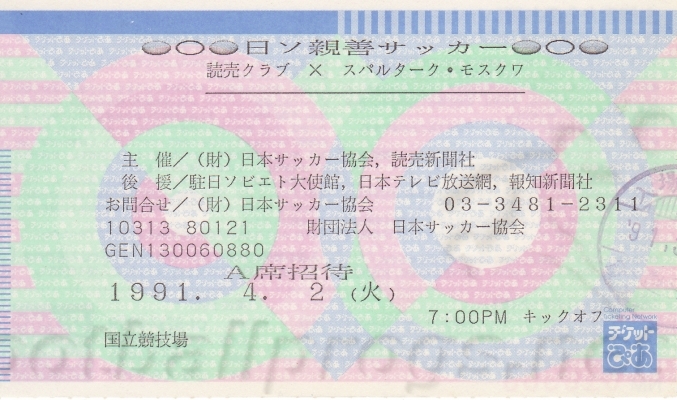 日ソ親善サッカー
読売クラブ × スパルターク・モスクワ
主 催/(財)日本サッカー協会,読売新聞社
後 援/駐日ソビエト大使館,日本テレビ放送網,報知新聞社
お問合せ/(財)日本サッカー協会 03-3481-2311
10313 80121 財団法人 日本サッカー協会
GEN130060880
A席招待
1991. 4. 2 (火)
7:00PM キックオフ
国立競技場
Computer
Ticketing Network
チケット
ぴあ
footballprogs